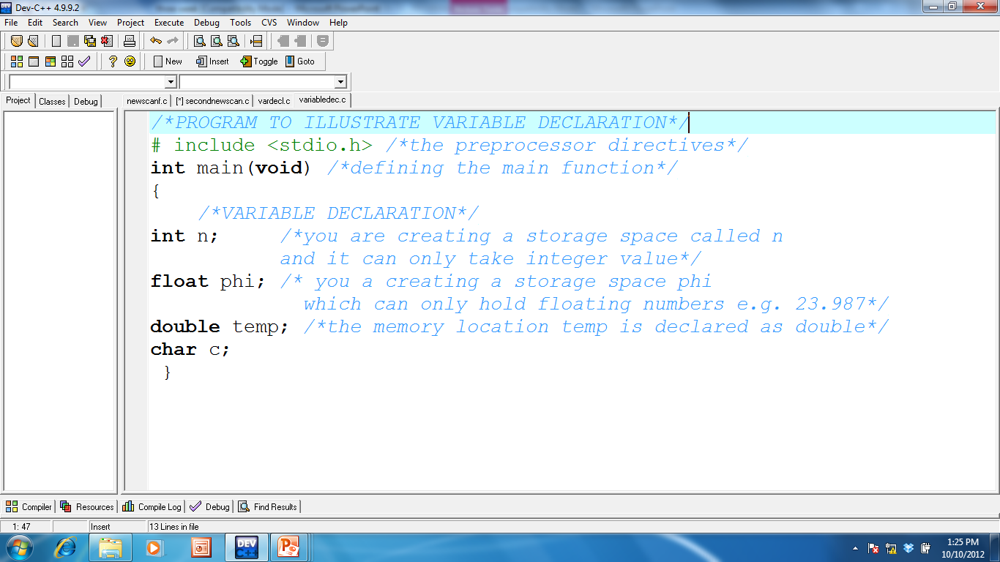 Dev-C++ 4.9.9.2
File Edit Search View Project Execute Debug Tools CVS Window Help
New Insert Toggle Goto
Project Classes Debug newscanf.c [*] secondnewscan.c vardecl.c variabledec.c
/*PROGRAM TO ILLUSTRATE VARIABLE DECLARATION*/
# include <stdio.h> /*the preprocessor directives*/
int main(void) /*defining the main function*/
{
/*VARIABLE DECLARATION*/
int n; /*you are creating a storage space called n
and it can only take integer value*/
float phi; /* you a creating a storage space phi
which can only hold floating numbers e.g. 23.987*/
double temp; /*the memory location temp is declared as double*/
char c;
}
Compiler Resources Compile Log Debug Find Results
1: 47 Insert 13 Lines in file
DEV C++
1:25 PM
10/10/2012